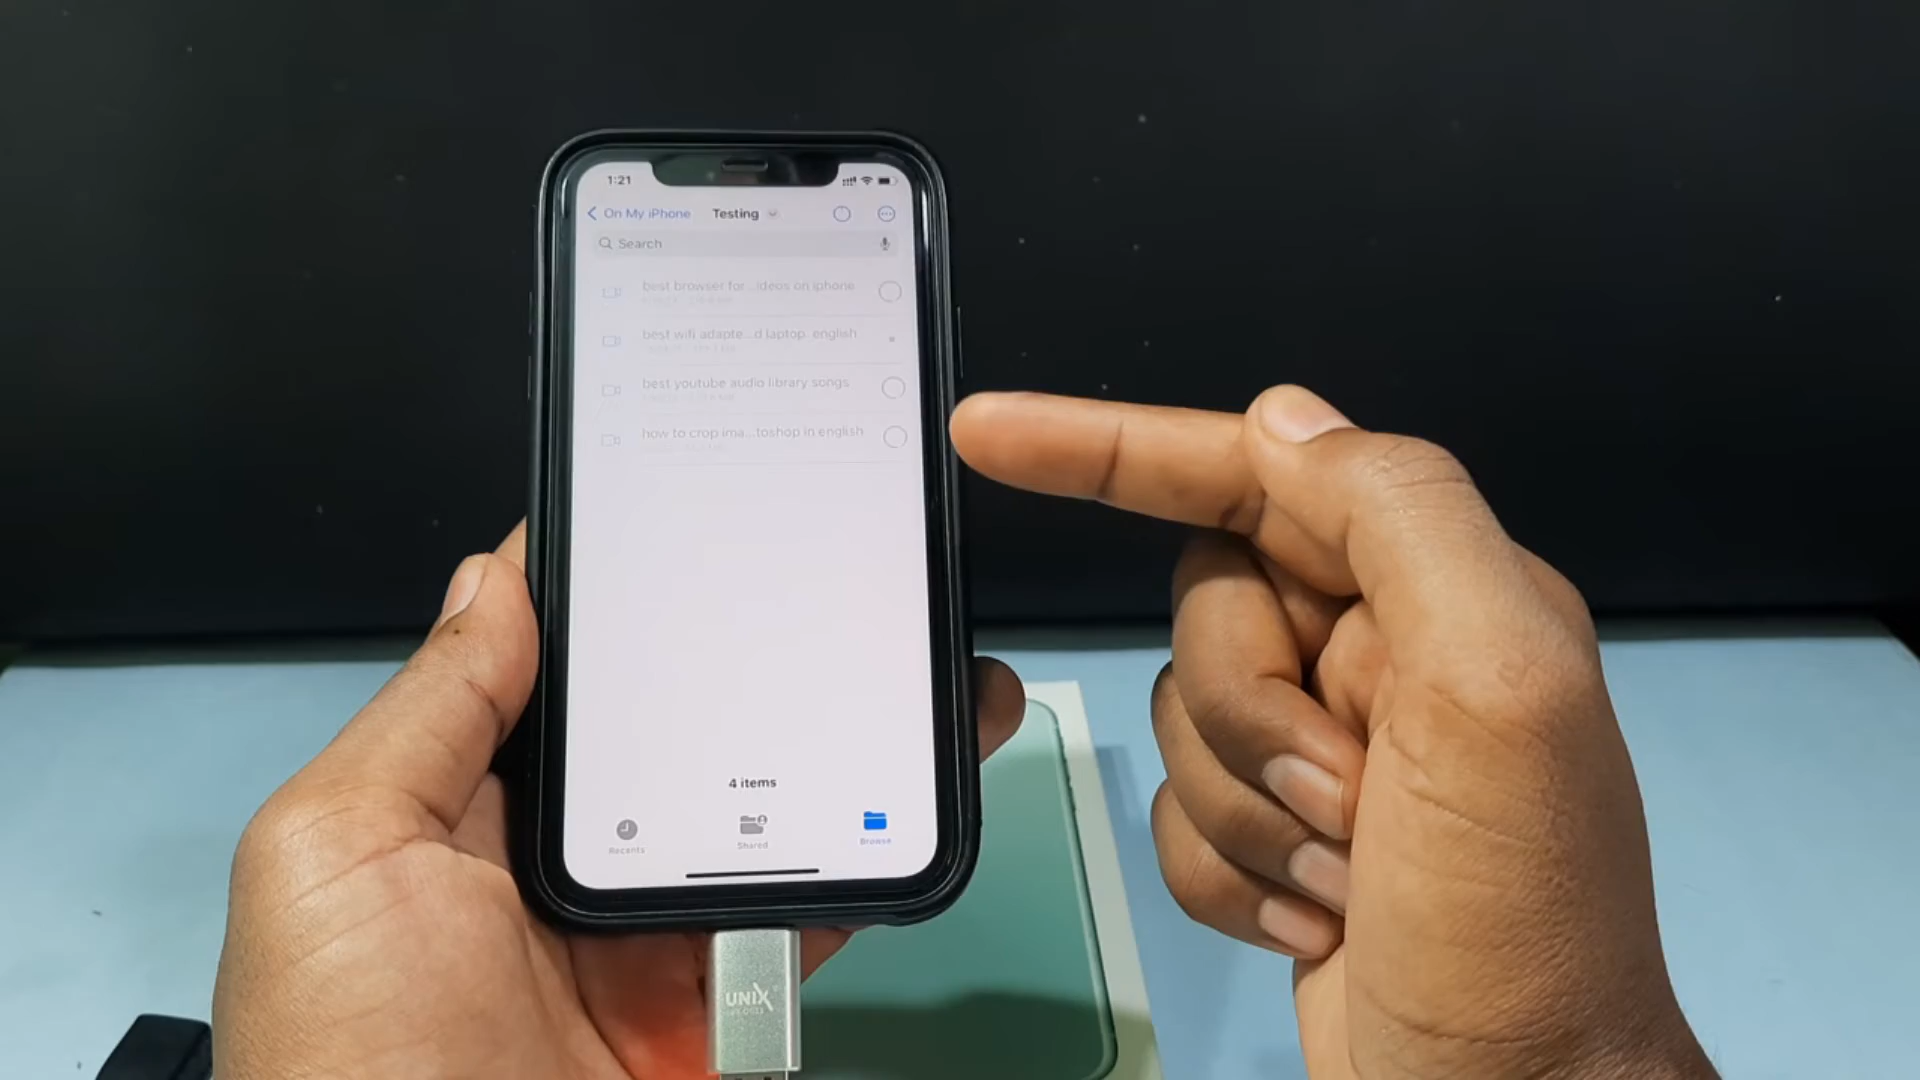 1:21
On My iPhone Testing
Search
best browser for...ideos on iphone
best wifi adapte...d laptop english
best youtube audio library songs
how to crop ima...toshop in english
4 items
Recents
Shared
Browse
UNIX